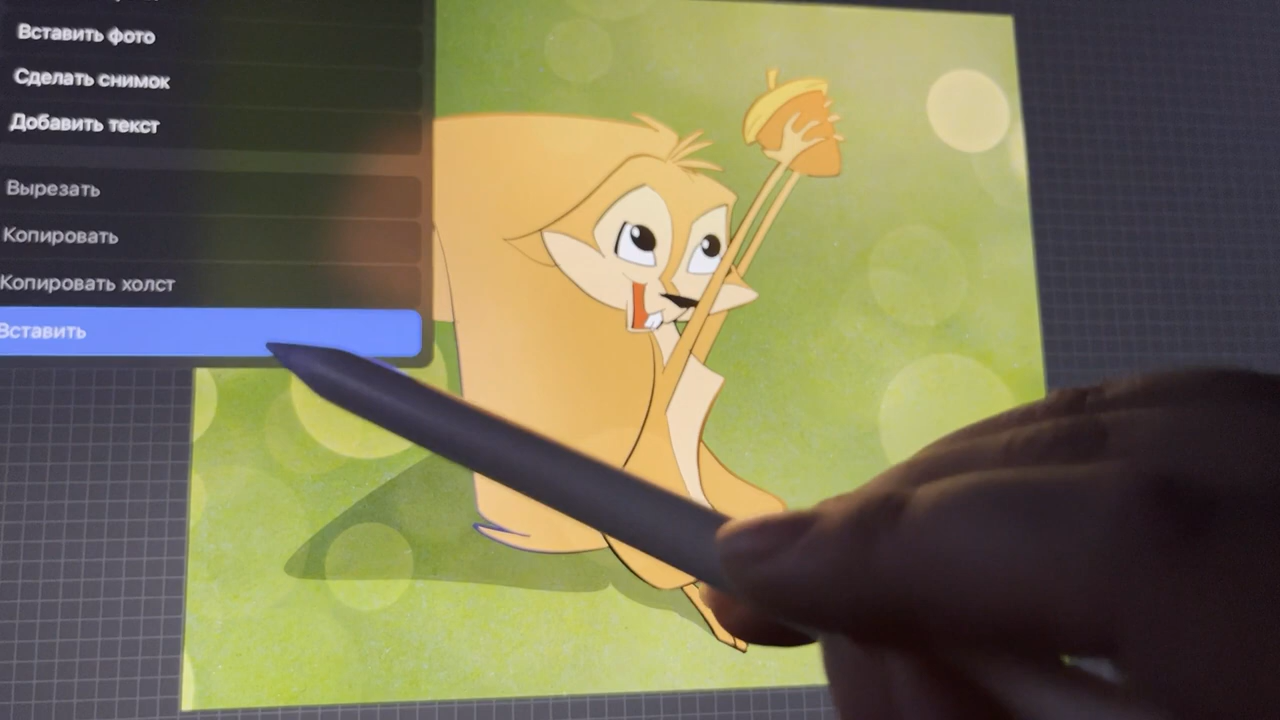 Вставить фото
Сделать снимок
Добавить текст
Вырезать
Копировать
Копировать холст
Вставить